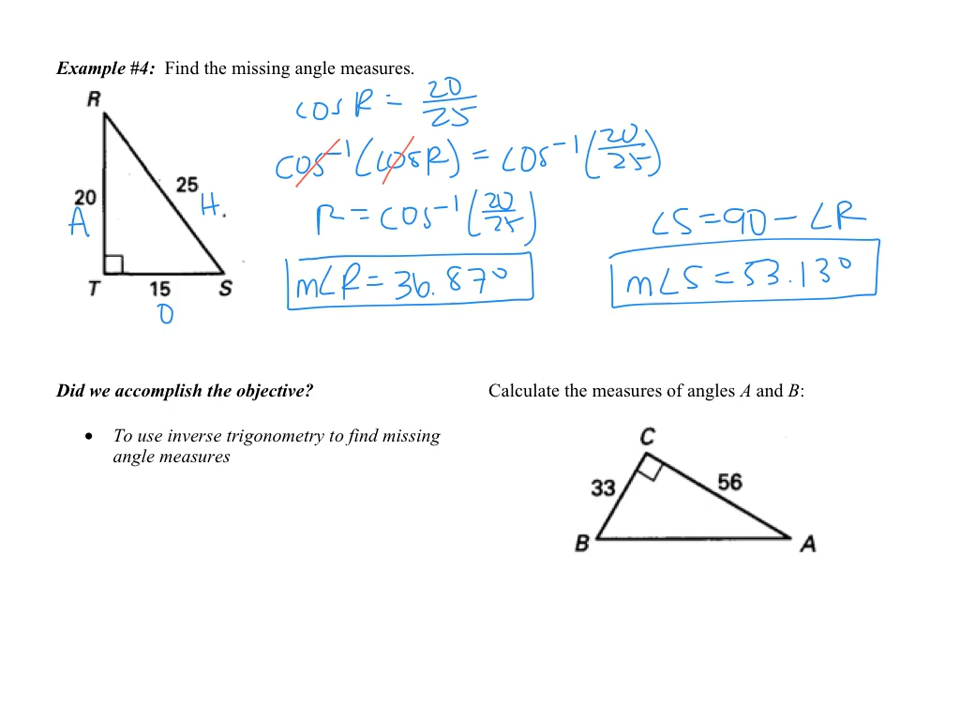 Example #4: Find the missing angle measures.
R
20
A
25
H.
T
15
S
O
cos R = 20/25
cos⁻¹(cos R) = cos⁻¹(20/25)
R = cos⁻¹(20/25)
m∠R = 36.87°
∠S = 90 − ∠R
m∠S = 53.13°
Did we accomplish the objective?
• To use inverse trigonometry to find missing
angle measures
Calculate the measures of angles A and B:
C
33
56
B
A